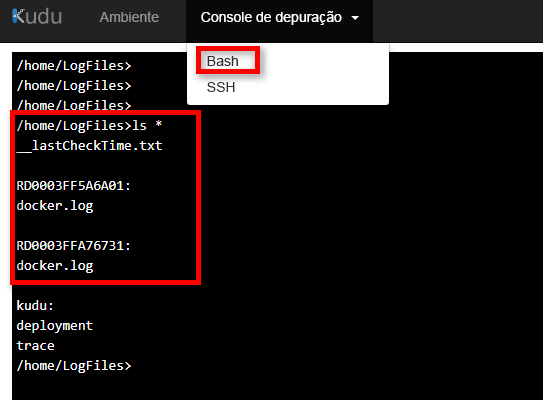 Kudu Ambiente Console de depuração
Bash
SSH
/home/LogFiles>
/home/LogFiles>
/home/LogFiles>
/home/LogFiles>ls *
__lastCheckTime.txt
RD0003FF5A6A01:
docker.log
RD0003FFA76731:
docker.log
kudu:
deployment
trace
/home/LogFiles>